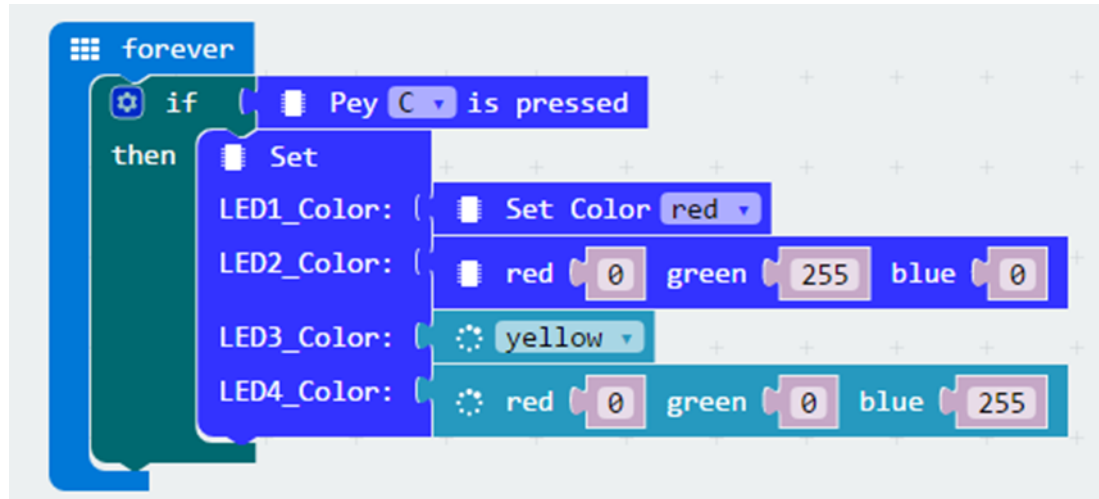 forever
if Pey C is pressed
then Set
LED1_Color: Set Color red
LED2_Color: red 0 green 255 blue 0
LED3_Color: yellow
LED4_Color: red 0 green 0 blue 255